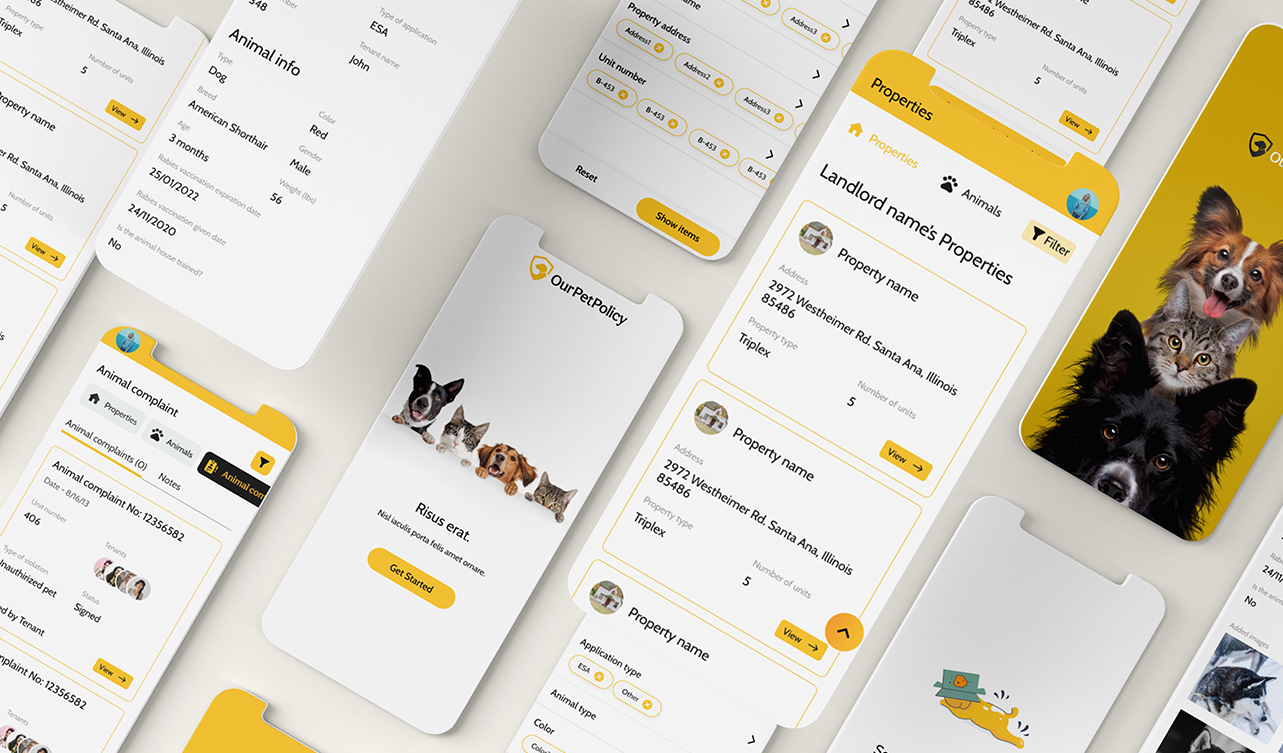 Property type
Triplex
Rd. Santa Ana, Illinois
Number of units
5
View →
Property name
Rd. Santa Ana, Illinois
Number of units
5
View →
348
Type of application
ESA
Tenant name
John
Animal info
Type
Dog
Breed
American Shorthair
Color
Red
Age
3 months
Gender
Male
Rabies vaccination expiration date
25/01/2022
Weight (lbs)
56
Rabies vaccination given date
24/11/2020
Is the animal house trained?
No
Animal complaint
Properties
Animals
Animal com
Animal complaints (0)
Notes
Animal complaint No: 12356582
Date - 8/16/13
Unit number
406
Tenants
Type of violation
Unauthirized pet
Status
Signed
ed by Tenant
View →
Complaint No: 12356582
Tenants
OurPetPolicy
Risus erat.
Nisl iaculis porta felis amet ornare.
Get Started
Address3
Property address
Address1
Address2
Address3
Unit number
B-453
B-453
B-453
B-453
Reset
Show items
Rd. Santa Ana, Illinois
85486
Property type
Triplex
Number of units
5
View →
Properties
Properties
Animals
Landlord name's Properties
Filter
Property name
Address
2972 Westheimer Rd. Santa Ana, Illinois
85486
Property type
Triplex
Number of units
5
View →
Property name
Address
2972 Westheimer Rd. Santa Ana, Illinois
85486
Property type
Triplex
Number of units
5
View →
Property name
Application type
ESA
Other
Animal type
Color
Ou
24/1
No
Added images